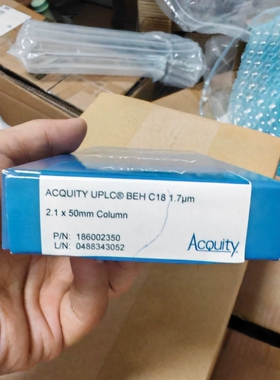 ACQUITY UPLC® BEH C18 1.7µm
2.1 x 50mm Column
P/N: 186002350
L/N: 0488343052
Acquity